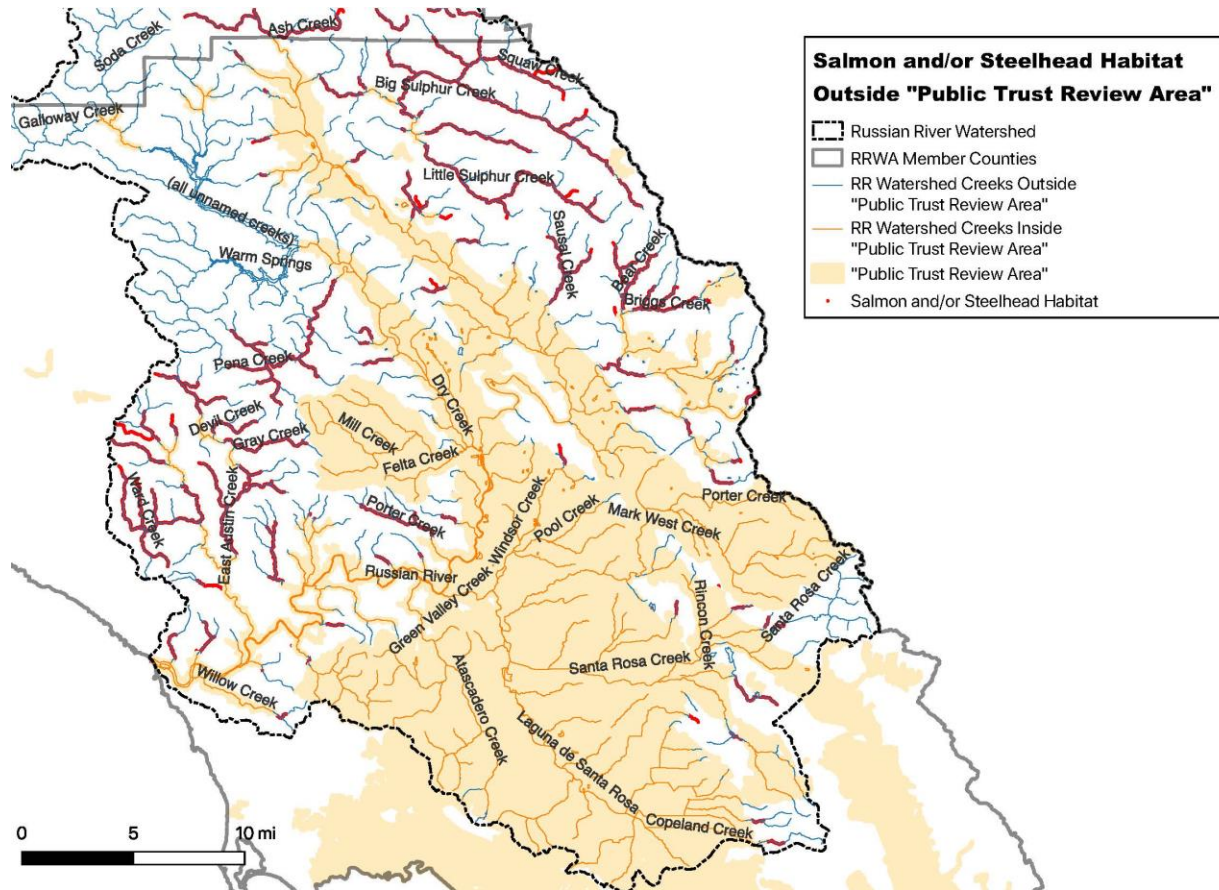 Ash Creek
Soda Creek
Squaw Creek
Big Sulphur Creek
Galloway Creek
Little Sulphur Creek
(all unnamed creeks)
Sausal Creek
Bear Creek
Warm Springs
Briggs Creek
Pena Creek
Dry Creek
Devil Creek
Mill Creek
Gray Creek
Felta Creek
Ward Creek
East Austin Creek
Porter Creek
Windsor Creek
Pool Creek
Mark West Creek
Porter Creek
Russian River
Green Valley Creek
Rincon Creek
Santa Rosa Creek
Santa Rosa Creek
Willow Creek
Atascadero Creek
Laguna de Santa Rosa
Copeland Creek
0 5 10 mi
Salmon and/or Steelhead Habitat
Outside "Public Trust Review Area"
Russian River Watershed
RRWA Member Counties
RR Watershed Creeks Outside
"Public Trust Review Area"
RR Watershed Creeks Inside
"Public Trust Review Area"
"Public Trust Review Area"
Salmon and/or Steelhead Habitat